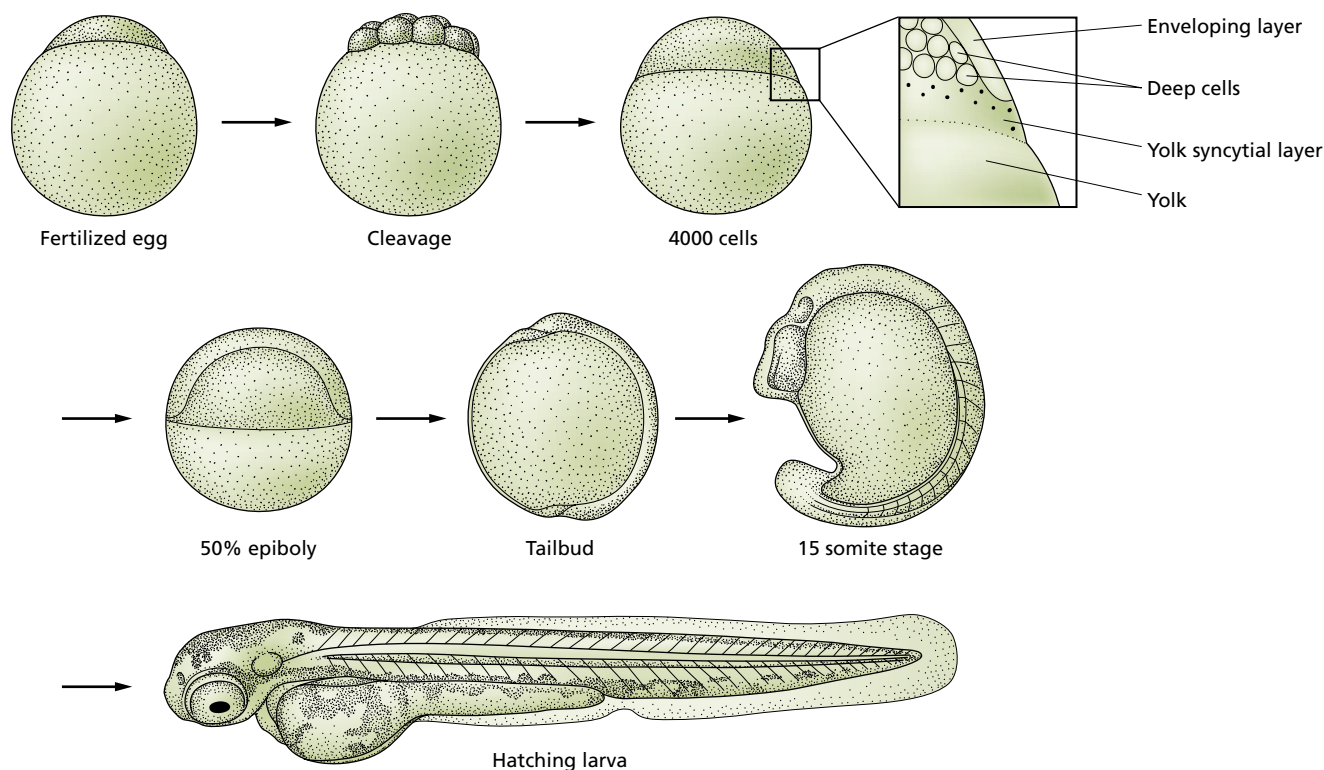 Enveloping layer
Deep cells
Yolk syncytial layer
Yolk
Fertilized egg
Cleavage
4000 cells
50% epiboly
Tailbud
15 somite stage
Hatching larva